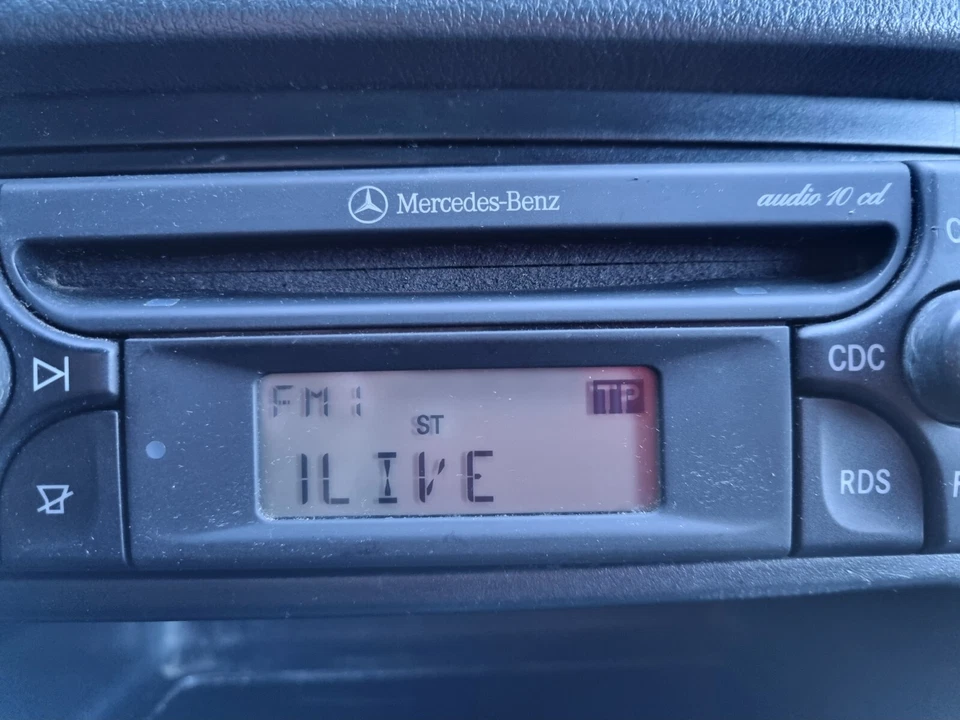 Mercedes-Benz audio 10 cd
CDC
FM1 TP
ST
1LIVE
RDS